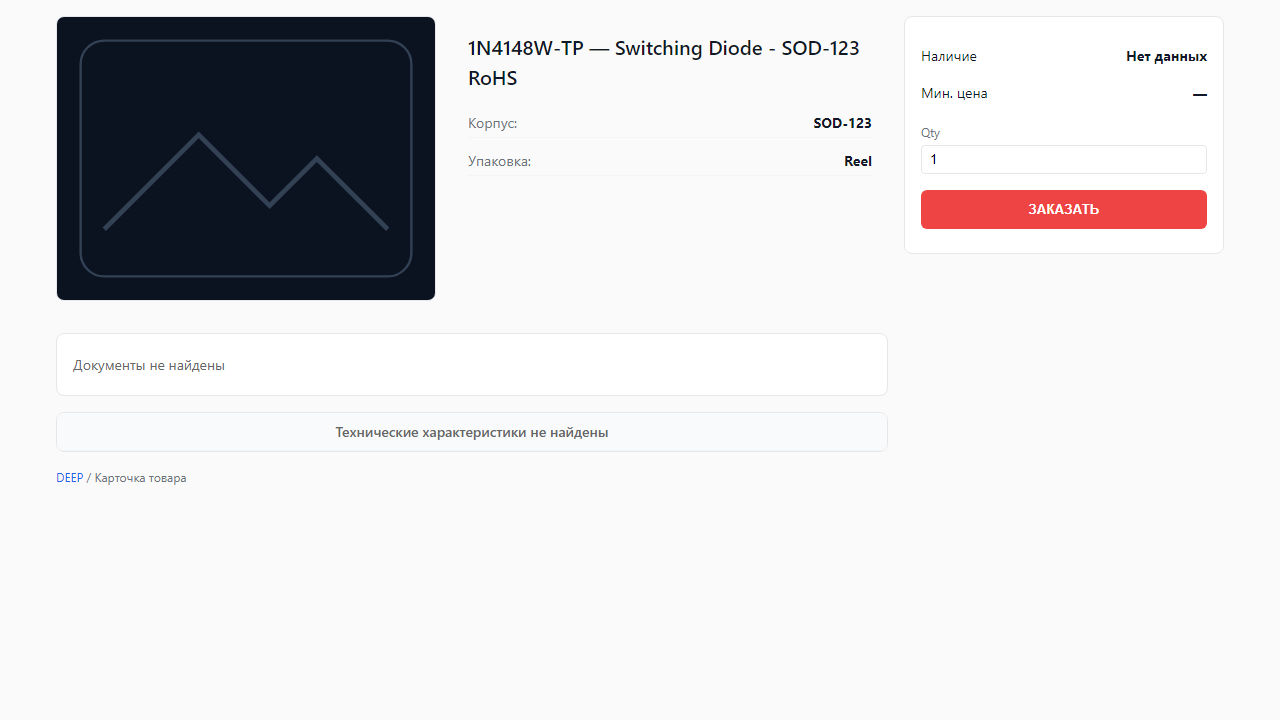 1N4148W-TP — Switching Diode - SOD-123
RoHS
Корпус: SOD-123
Упаковка: Reel
Наличие Нет данных
Мин. цена —
Qty
1
ЗАКАЗАТЬ
Документы не найдены
Технические характеристики не найдены
DEEP / Карточка товара